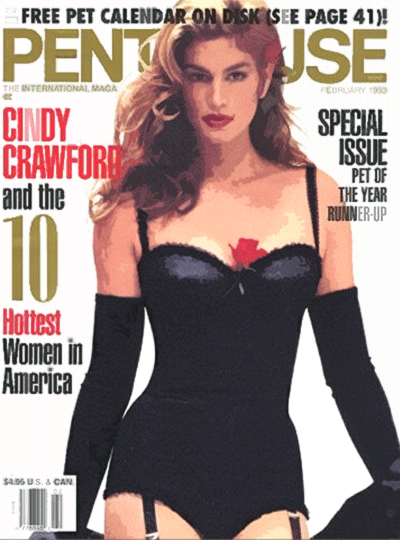 FREE PET CALENDAR ON DISK (SEE PAGE 41)!
PENTHOUSE
THE INTERNATIONAL MAGA
FEBRUARY 1993
CINDY
CRAWFORD
and the
10
Hottest
Women in
America
SPECIAL
ISSUE
PET OF
THE YEAR
RUNNER-UP
$4.95 U.S. & CAN.